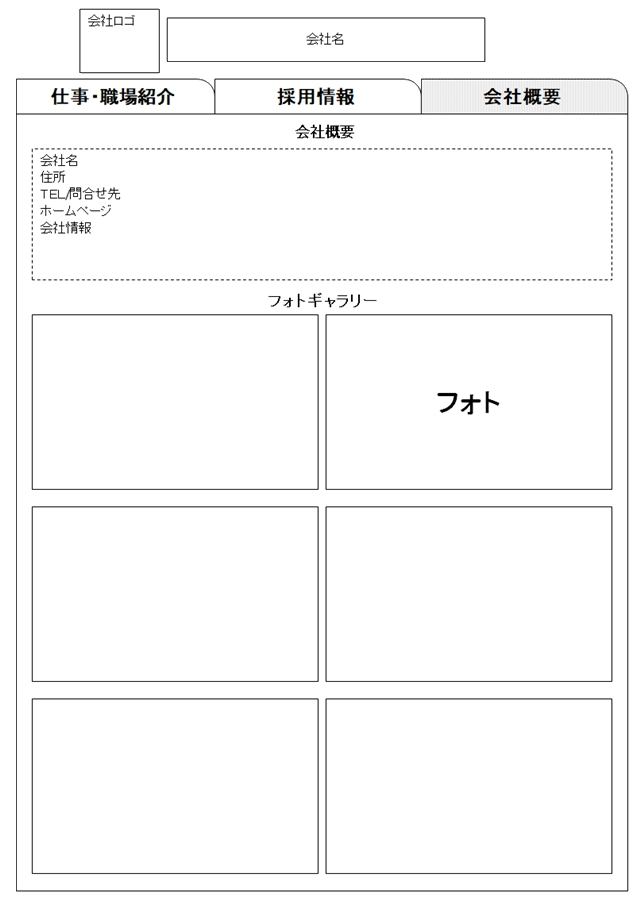 会社ロゴ
会社名
仕事・職場紹介
採用情報
会社概要
会社概要
会社名
住所
TEL/問合せ先
ホームページ
会社情報
フォトギャラリー
フォト